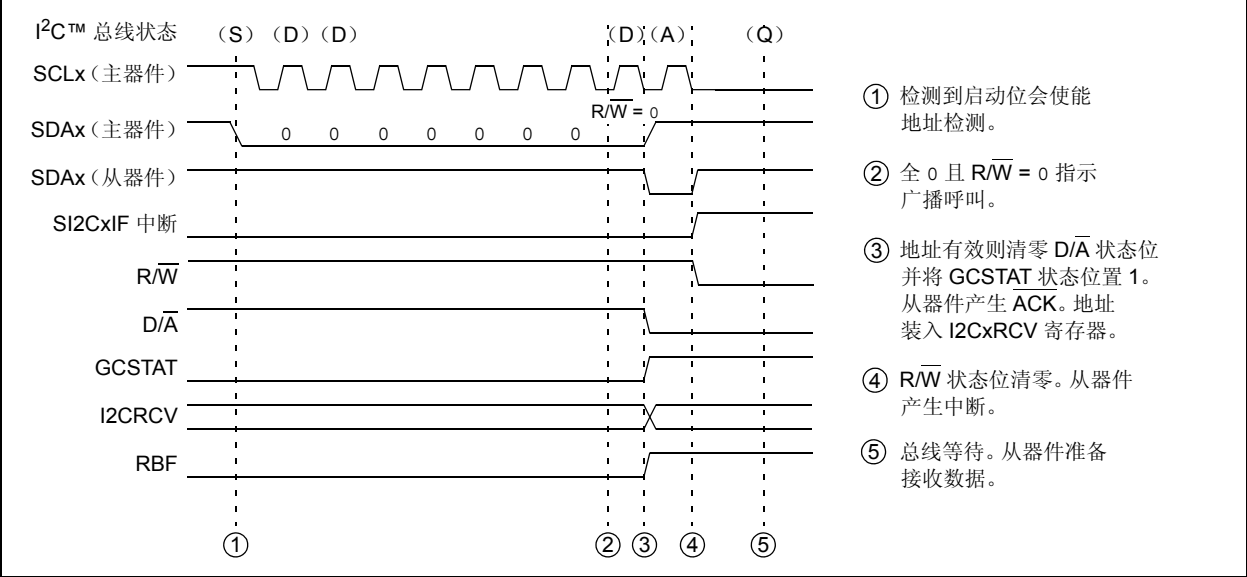 I²C™ 总线状态 (S) (D) (D) (D) (A) (Q)
SCLx（主器件）
R/W̅ = 0
SDAx（主器件） 0 0 0 0 0 0 0
SDAx（从器件）
SI2CxIF 中断
R/W̅
D/A̅
GCSTAT
I2CRCV
RBF
① ② ③ ④ ⑤
① 检测到启动位会使能
地址检测。
② 全 0 且 R/W̅ = 0 指示
广播呼叫。
③ 地址有效则清零 D/A̅ 状态位
并将 GCSTAT 状态位置 1。
从器件产生 A̅C̅K̅。地址
装入 I2CxRCV 寄存器。
④ R/W̅ 状态位清零。从器件
产生中断。
⑤ 总线等待。从器件准备
接收数据。